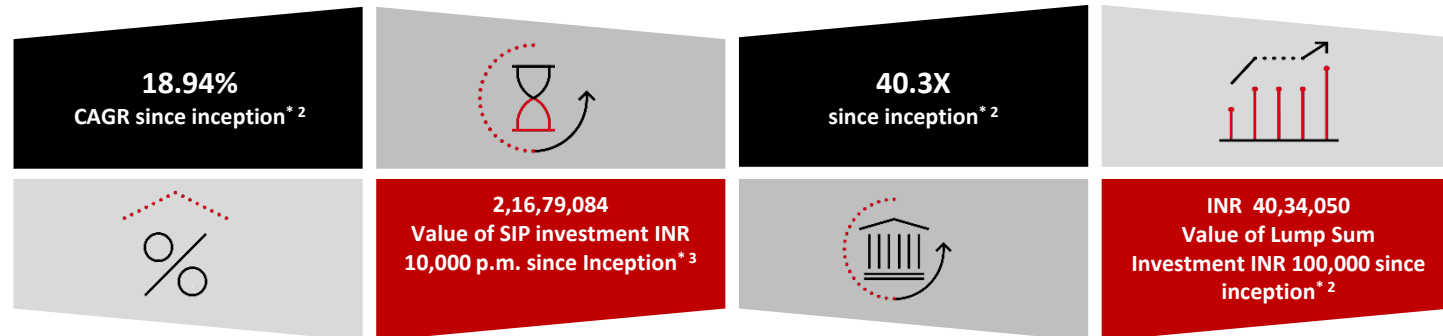 18.94%
CAGR since inception* 2
40.3X
since inception* 2
2,16,79,084
Value of SIP investment INR
10,000 p.m. since Inception* 3
INR 40,34,050
Value of Lump Sum
Investment INR 100,000 since
inception* 2